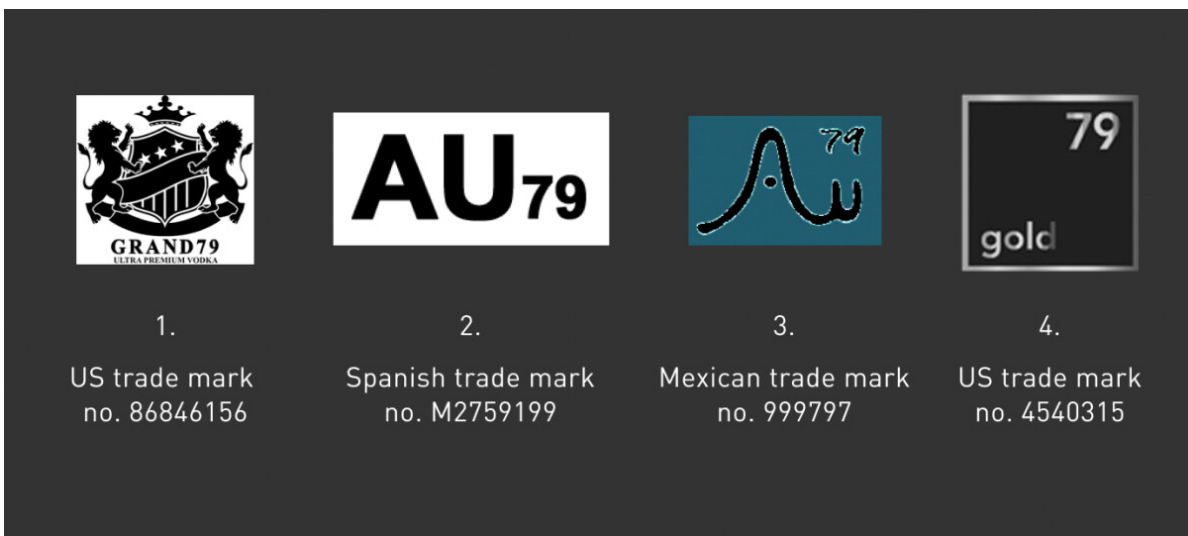 GRAND79
ULTRA PREMIUM VODKA
1.
US trade mark
no. 86846156
AU79
2.
Spanish trade mark
no. M2759199
79
Au
3.
Mexican trade mark
no. 999797
79
gold
4.
US trade mark
no. 4540315